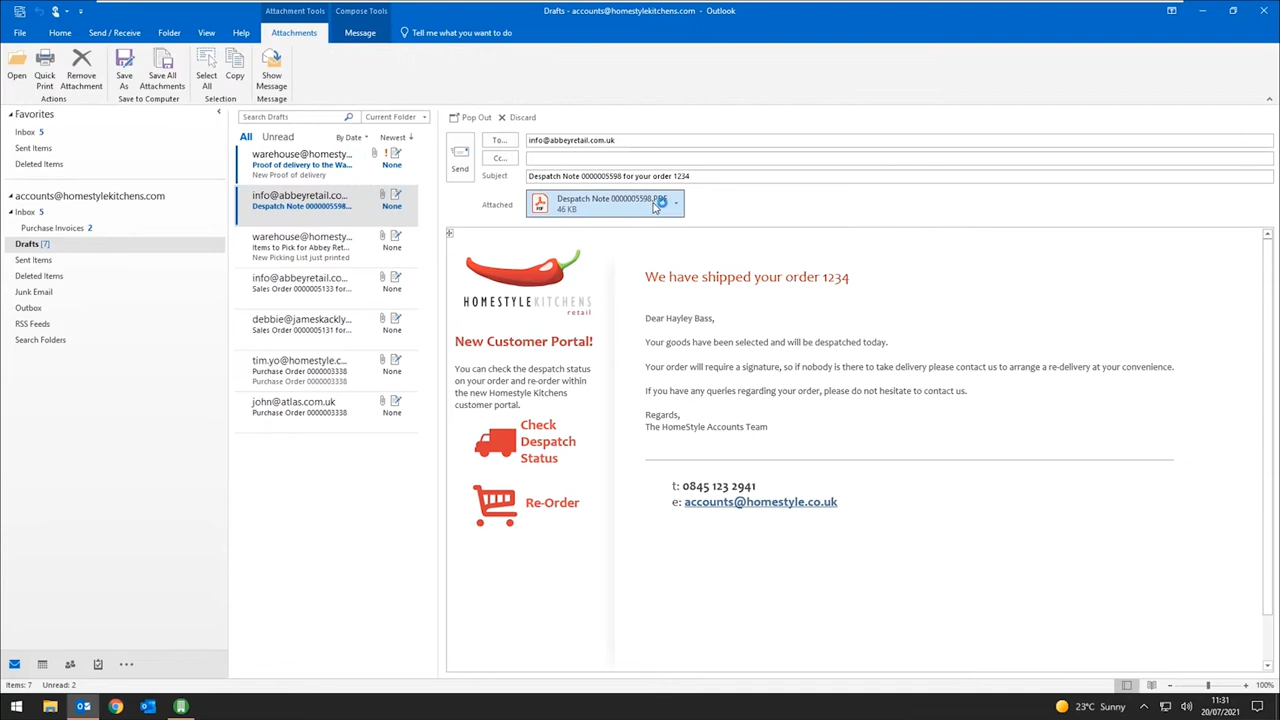 Attachment Tools
Compose Tools
Drafts - accounts@homestylekitchens.com - Outlook
File
Home
Send / Receive
Folder
View
Help
Attachments
Message
Tell me what you want to do
Open
Quick Print
Remove Attachment
Save As
Save All Attachments
Select All
Copy
Show Message
Actions
Save to Computer
Selection
Message
Favorites
Inbox 5
Sent Items
Deleted Items
accounts@homestylekitchens.com
Inbox 5
Purchase Invoices 2
Drafts [7]
Sent Items
Deleted Items
Junk Email
Outbox
RSS Feeds
Search Folders
Items: 7
Unread: 2
Search Drafts
Current Folder
All
Unread
By Date
Newest
warehouse@homesty...
Proof of delivery to the Wa...
None
New Proof of delivery
info@abbeyretail.co...
Despatch Note 0000005598...
None
warehouse@homesty...
Items to Pick for Abbey Ret...
None
New Picking List just printed
info@abbeyretail.co...
Sales Order 0000005133 for...
None
debbie@jameskackly...
Sales Order 0000005131 for...
None
tim.yo@homestyle.c...
Purchase Order 0000003338
None
Purchase Order 0000003338
john@atlas.com.uk
Purchase Order 0000003338
None
Pop Out
Discard
Send
To...
info@abbeyretail.com.uk
Cc...
Subject
Despatch Note 0000005598 for your order 1234
Attached
PDF
Despatch Note 0000005598.PDF
46 KB
HOMESTYLEKITCHENS
retail
New Customer Portal!
You can check the despatch status
on your order and re-order within
the new Homestyle Kitchens
customer portal.
Check
Despatch
Status
Re-Order
We have shipped your order 1234
Dear Hayley Bass,
Your goods have been selected and will be despatched today.
Your order will require a signature, so if nobody is there to take delivery please contact us to arrange a re-delivery at your convenience.
If you have any queries regarding your order, please do not hesitate to contact us.
Regards,
The HomeStyle Accounts Team
t: 0845 123 2941
e: accounts@homestyle.co.uk
100%
23°C Sunny
11:31
20/07/2021